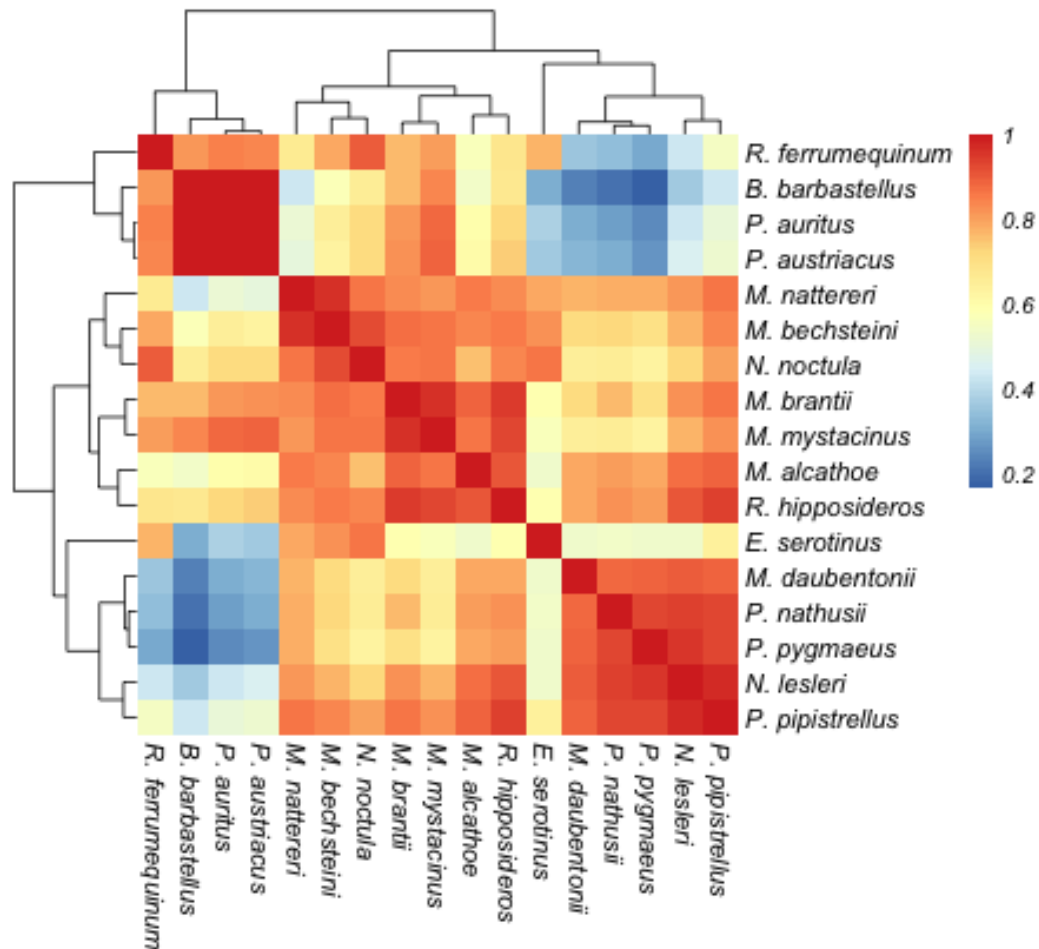 R. ferrumequinum
B. barbastellus
P. auritus
P. austriacus
M. nattereri
M. bechsteini
N. noctula
M. brantii
M. mystacinus
M. alcathoe
R. hipposideros
E. serotinus
M. daubentonii
P. nathusii
P. pygmaeus
N. lesleri
P. pipistrellus
1
0.8
0.6
0.4
0.2
R. ferrumequinum
B. barbastellus
P. auritus
P. austriacus
M. nattereri
M. bechsteini
N. noctula
M. brantii
M. mystacinus
M. alcathoe
R. hipposideros
E. serotinus
M. daubentonii
P. nathusii
P. pygmaeus
N. lesleri
P. pipistrellus